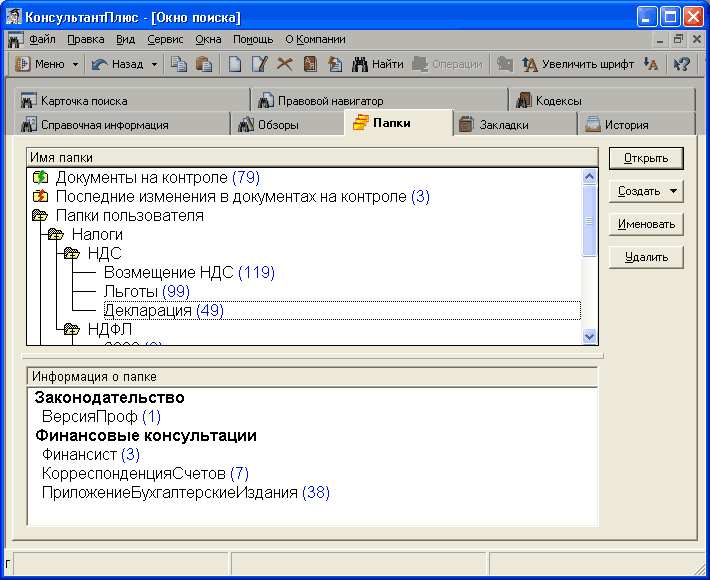 КонсультантПлюс - [Окно поиска]
Файл Правка Вид Сервис Окна Помощь О Компании
Меню Назад Найти Операции Увеличить шрифт
Карточка поиска Правовой навигатор Кодексы
Справочная информация Обзоры Папки Закладки История
Имя папки
Открыть
Документы на контроле (79)
Создать
Последние изменения в документах на контроле (3)
Папки пользователя
Именовать
Налоги
НДС
Удалить
Возмещение НДС (119)
Льготы (99)
Декларация (49)
НДФЛ
Информация о папке
Законодательство
ВерсияПроф (1)
Финансовые консультации
Финансист (3)
КорреспонденцияСчетов (7)
ПриложениеБухгалтерскиеИздания (38)